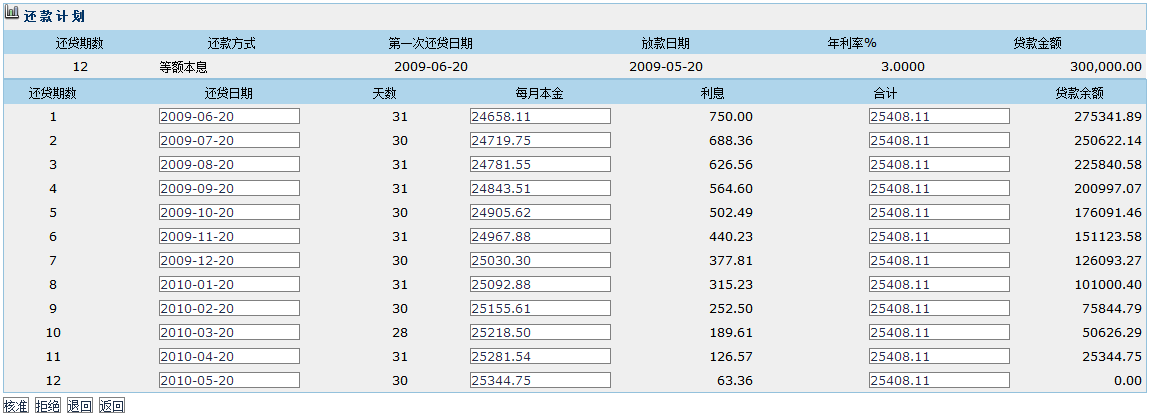 还款计划
还贷期数 还款方式 第一次还贷日期 放款日期 年利率% 贷款金额
12 等额本息 2009-06-20 2009-05-20 3.0000 300,000.00
还贷期数 还贷日期 天数 每月本金 利息 合计 贷款余额
1 2009-06-20 31 24658.11 750.00 25408.11 275341.89
2 2009-07-20 30 24719.75 688.36 25408.11 250622.14
3 2009-08-20 31 24781.55 626.56 25408.11 225840.58
4 2009-09-20 31 24843.51 564.60 25408.11 200997.07
5 2009-10-20 30 24905.62 502.49 25408.11 176091.46
6 2009-11-20 31 24967.88 440.23 25408.11 151123.58
7 2009-12-20 30 25030.30 377.81 25408.11 126093.27
8 2010-01-20 31 25092.88 315.23 25408.11 101000.40
9 2010-02-20 30 25155.61 252.50 25408.11 75844.79
10 2010-03-20 28 25218.50 189.61 25408.11 50626.29
11 2010-04-20 31 25281.54 126.57 25408.11 25344.75
12 2010-05-20 30 25344.75 63.36 25408.11 0.00
核准 拒绝 退回 返回